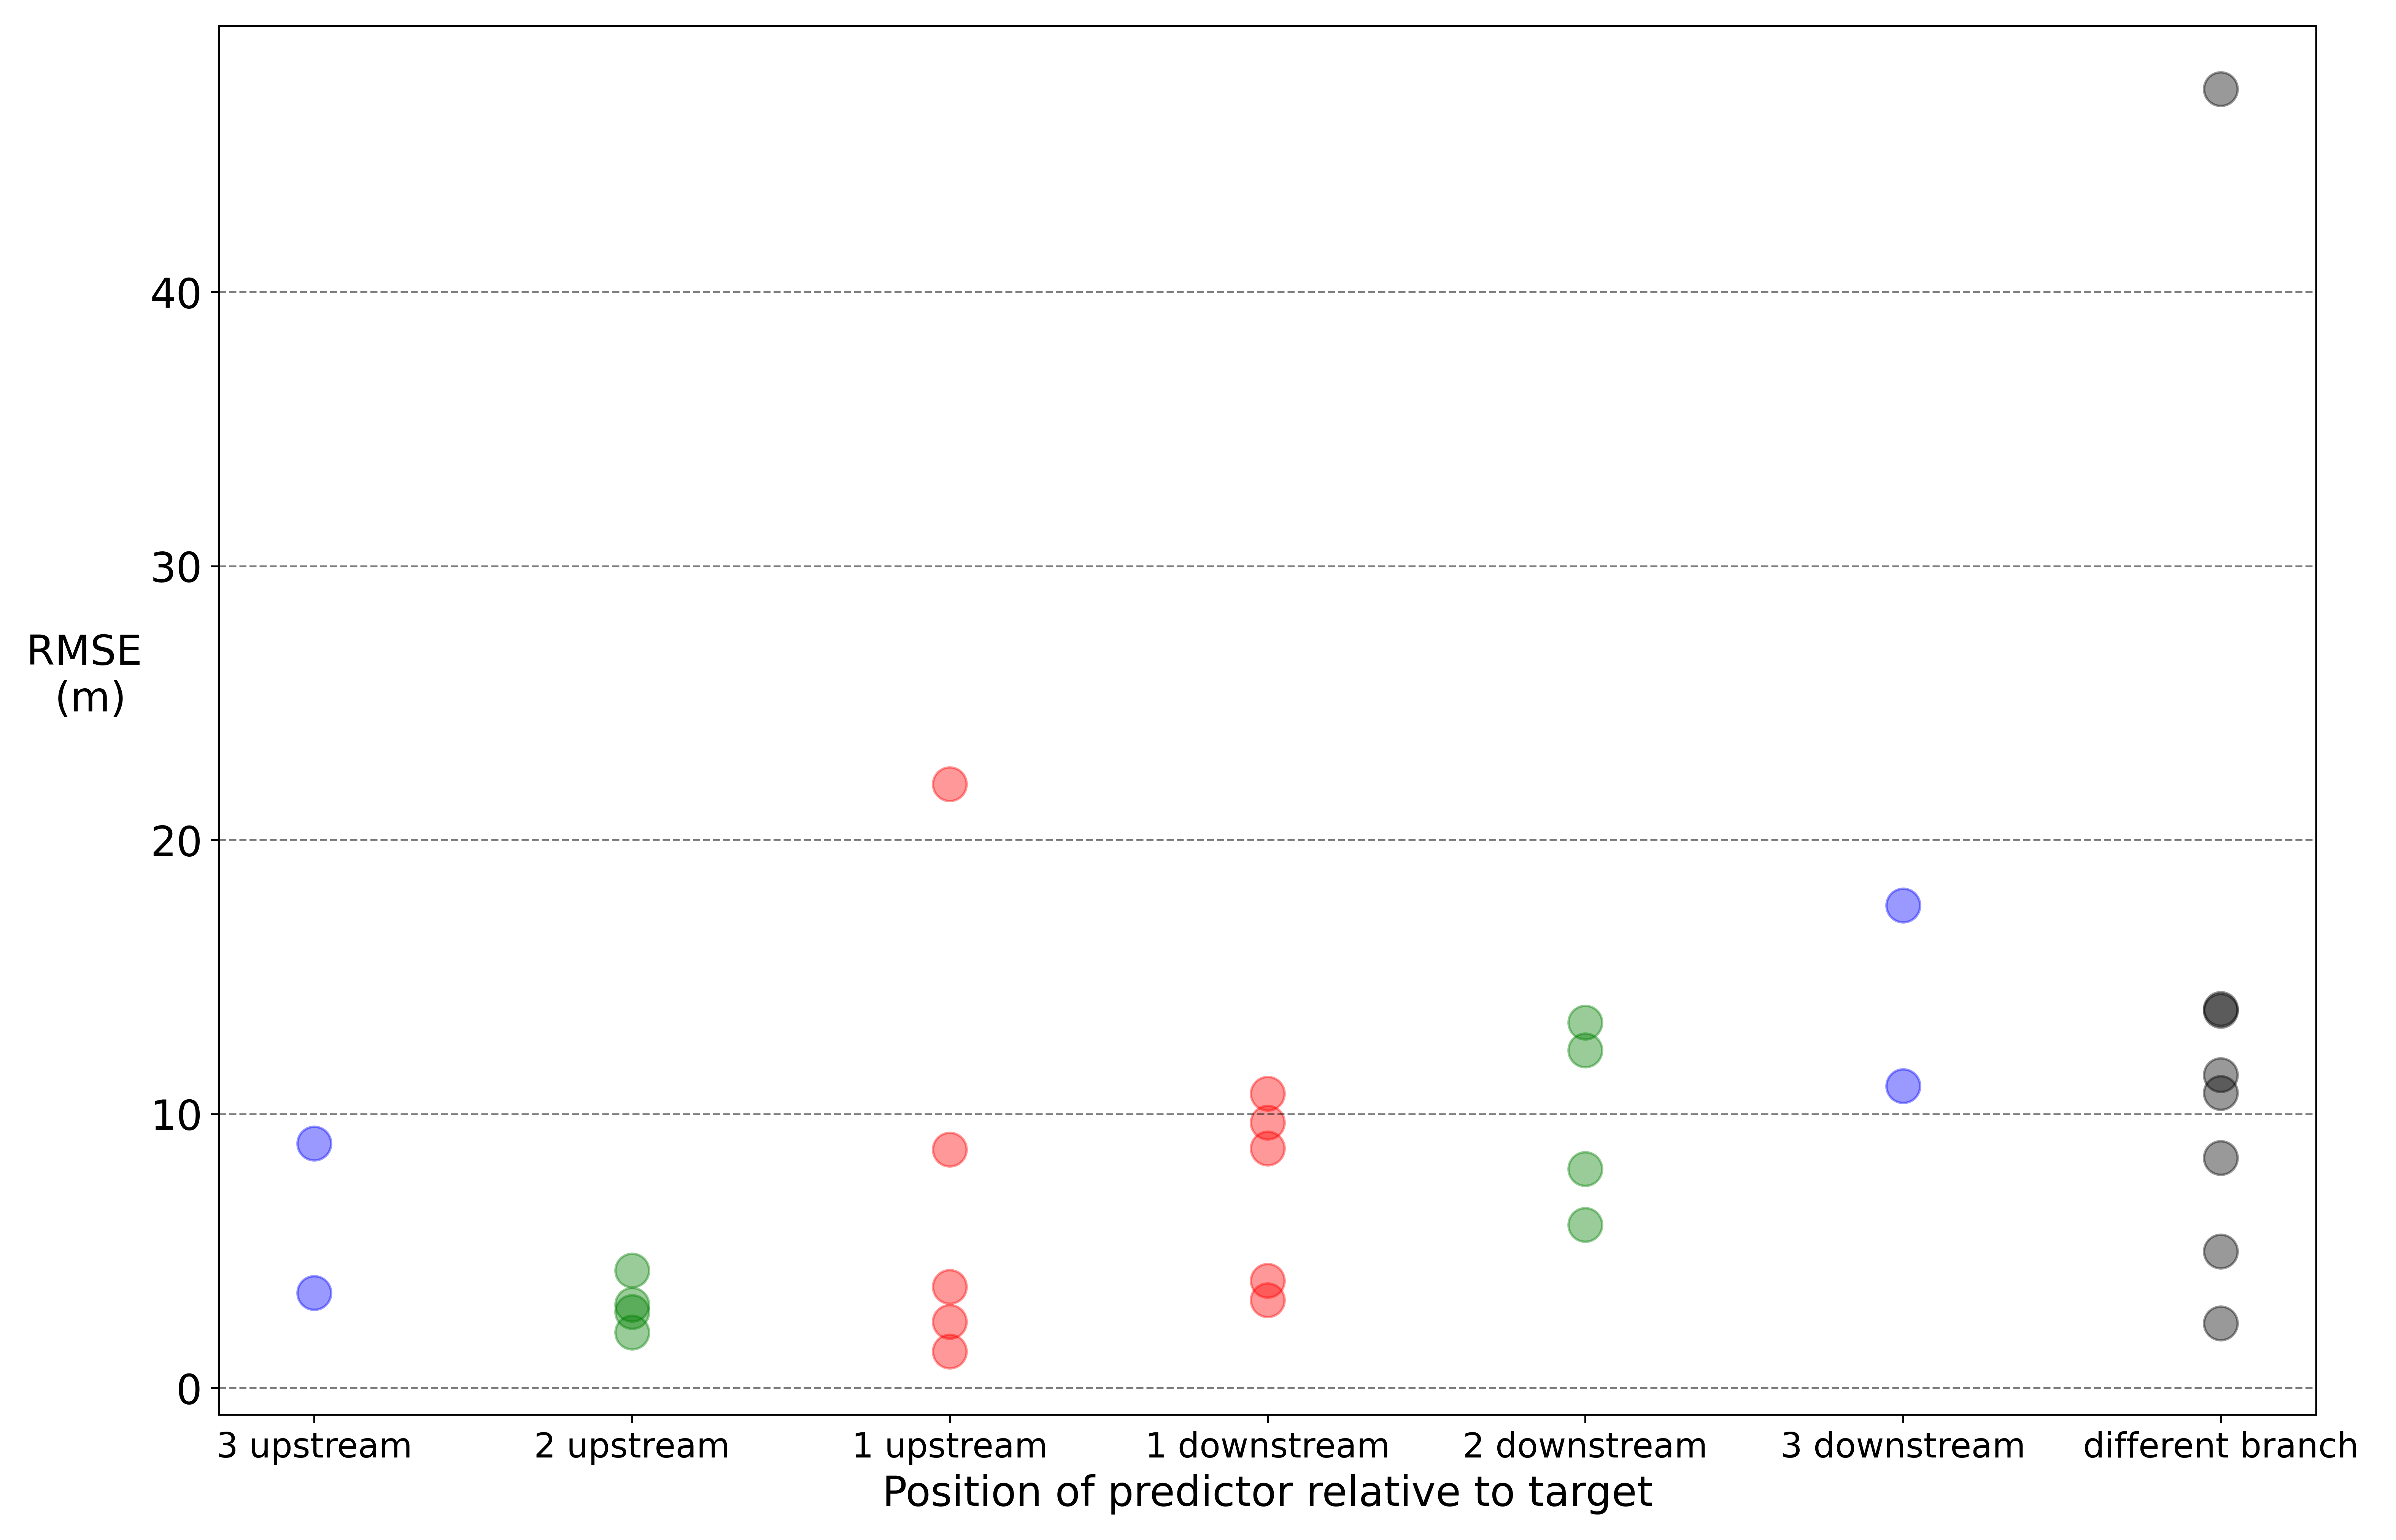 40
30
20
10
0
RMSE
(m)
3 upstream 2 upstream 1 upstream 1 downstream 2 downstream 3 downstream different branch
Position of predictor relative to target